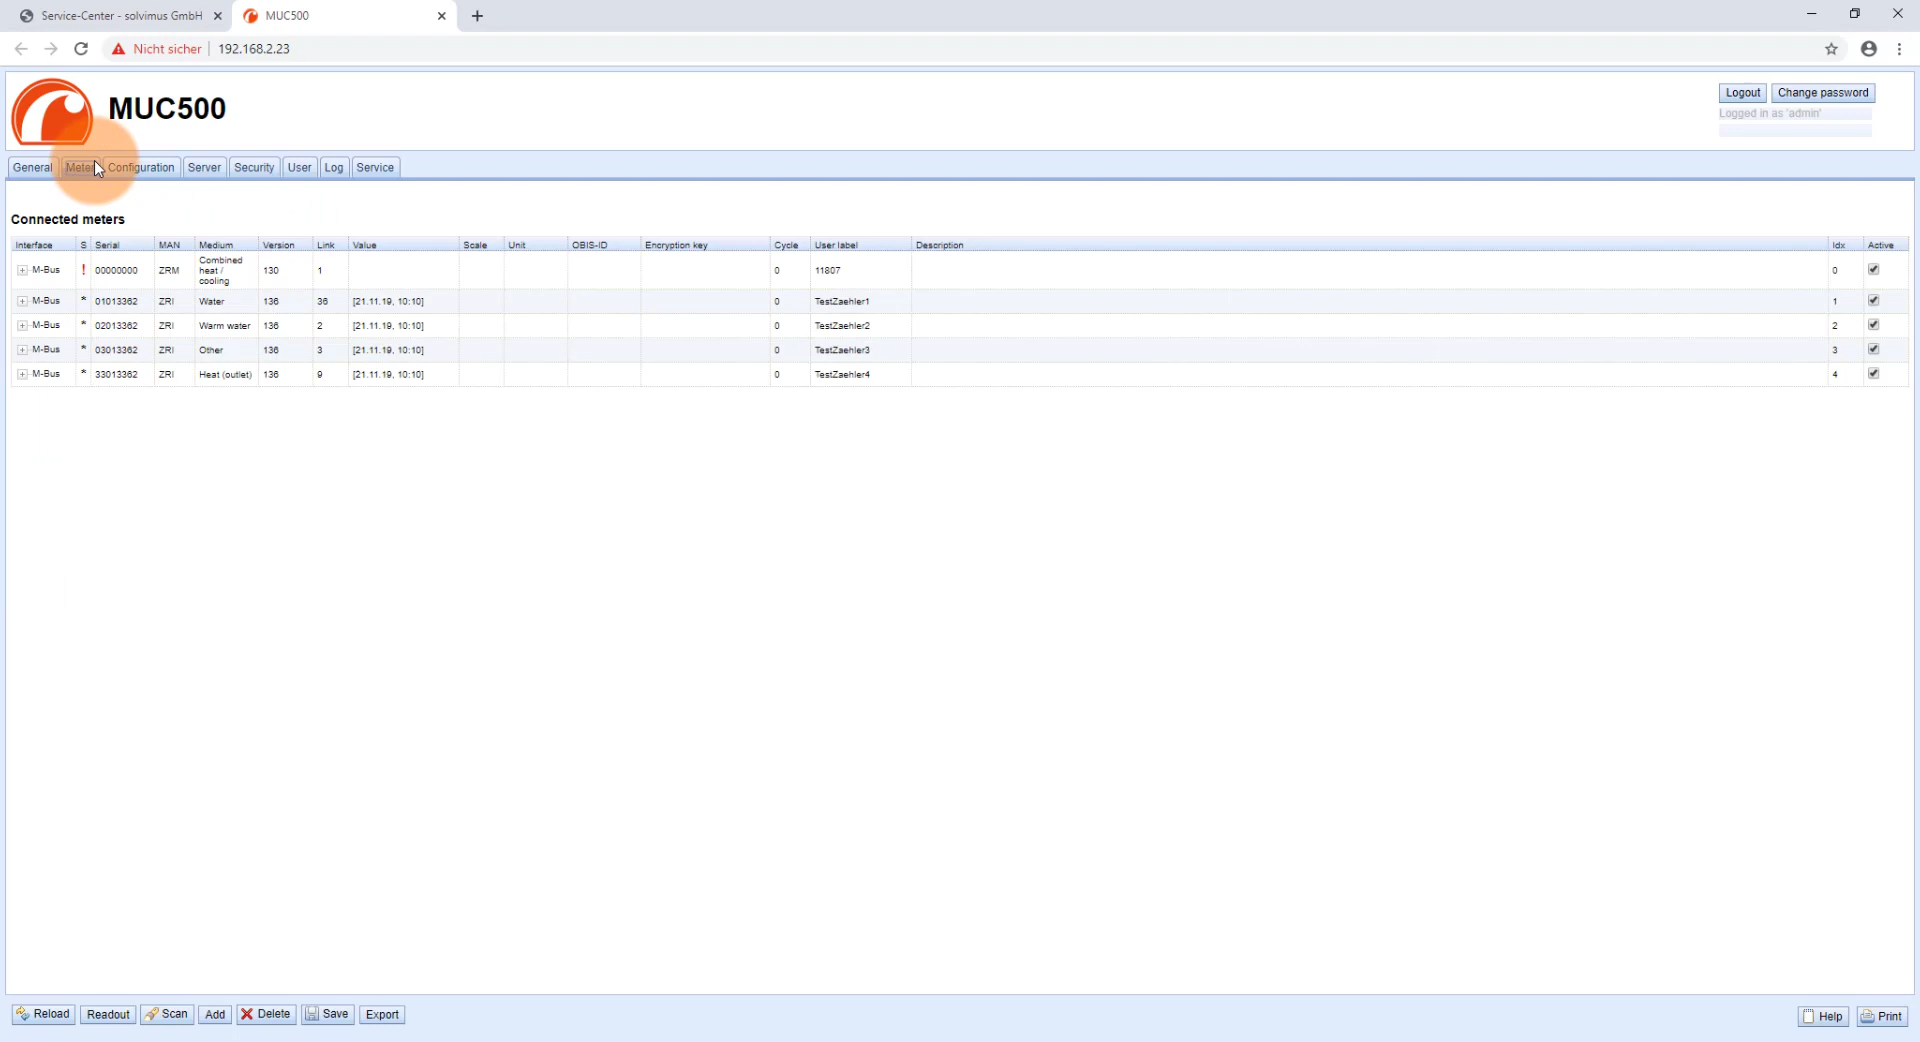 Service-Center - solvimus GmbH
MUC500
Nicht sicher
192.168.2.23
MUC500
Logout
Change password
Logged in as 'admin'
General
Meter
Configuration
Server
Security
User
Log
Service
Connected meters
Interface S Serial MAN Medium Version Link Value Scale Unit OBIS-ID Encryption key Cycle User label Description Idx Active
M-Bus ! 00000000 ZRM Combined heat / cooling 130 1 0 11807 0
M-Bus * 01013362 ZRI Water 136 36 [21.11.19, 10:10] 0 TestZaehler1 1
M-Bus * 02013362 ZRI Warm water 136 2 [21.11.19, 10:10] 0 TestZaehler2 2
M-Bus * 03013362 ZRI Other 136 3 [21.11.19, 10:10] 0 TestZaehler3 3
M-Bus * 33013362 ZRI Heat (outlet) 136 9 [21.11.19, 10:10] 0 TestZaehler4 4
Reload
Readout
Scan
Add
Delete
Save
Export
Help
Print